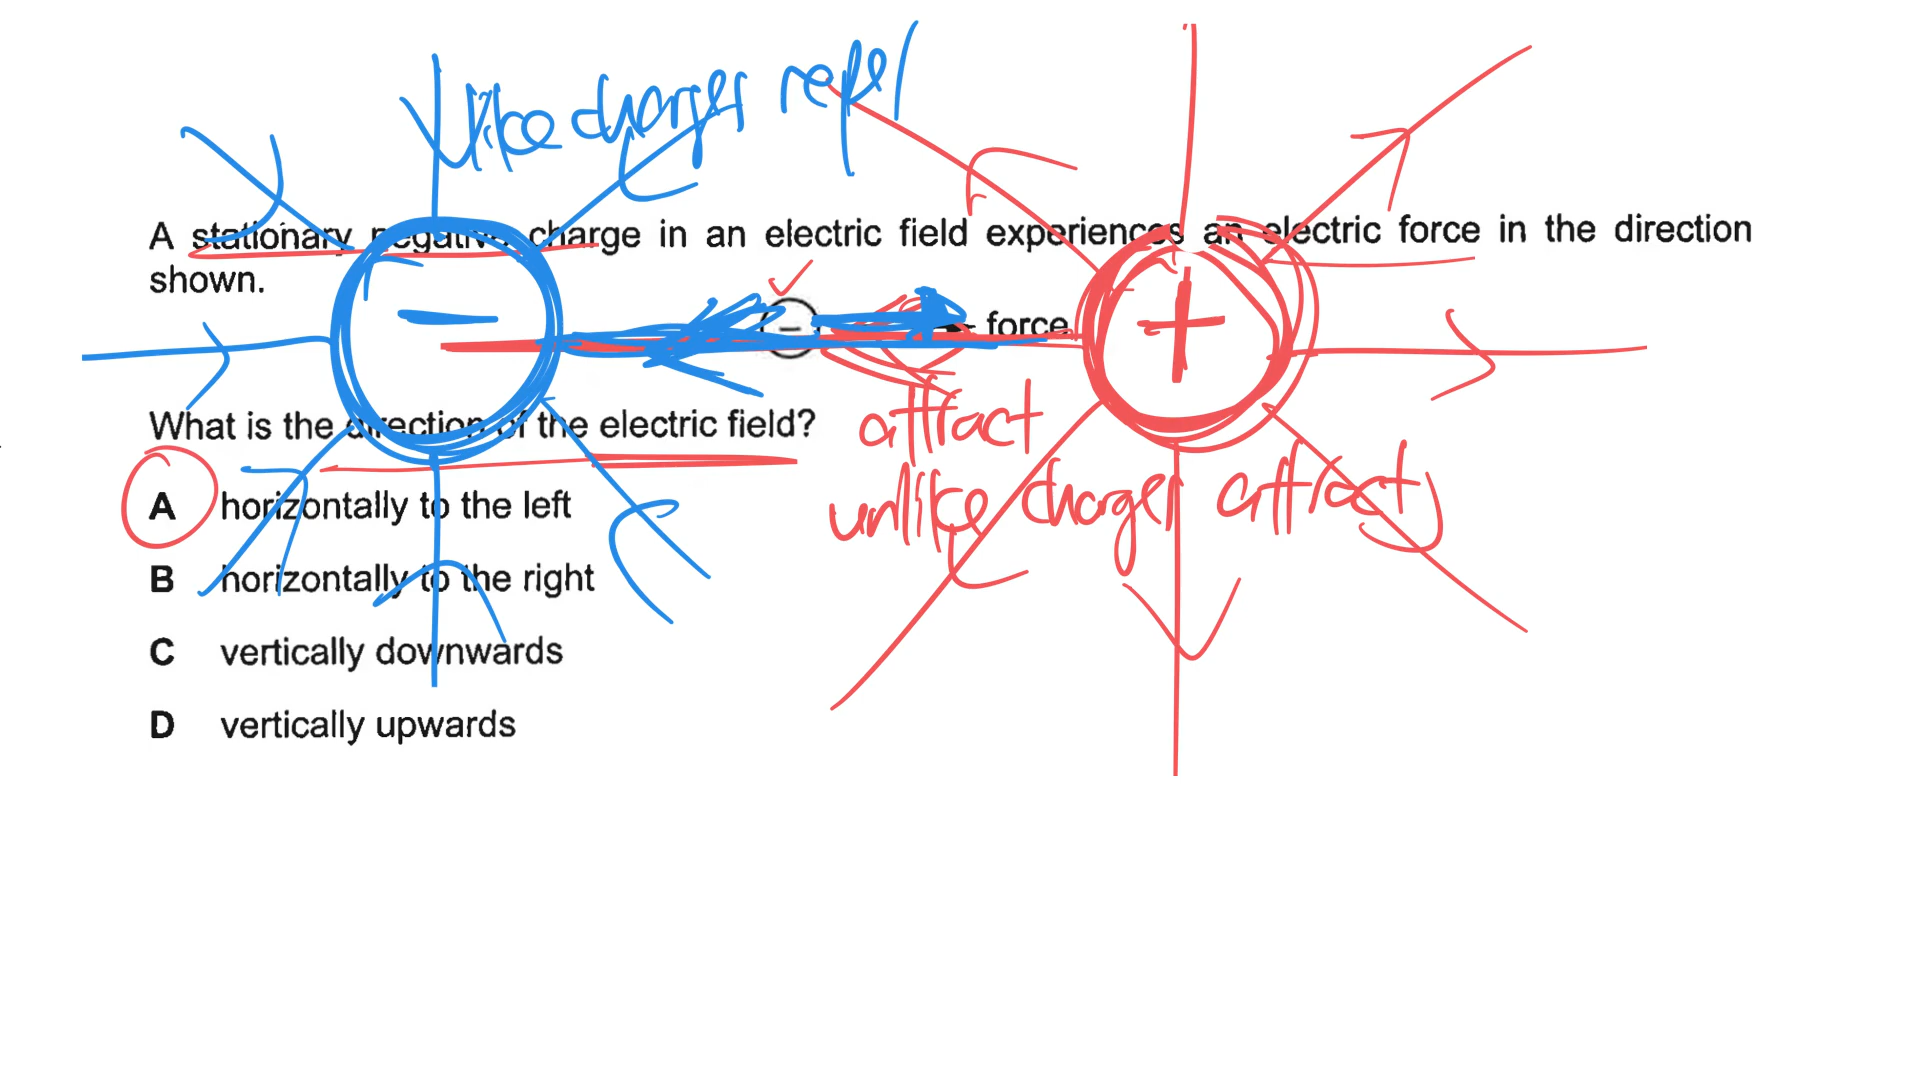 like charges repel
A stationary negative charge in an electric field experiences an electric force in the direction
shown.
− − force +
What is the direction of the electric field?
attract
unlike charges attract
A horizontally to the left
B horizontally to the right
C vertically downwards
D vertically upwards